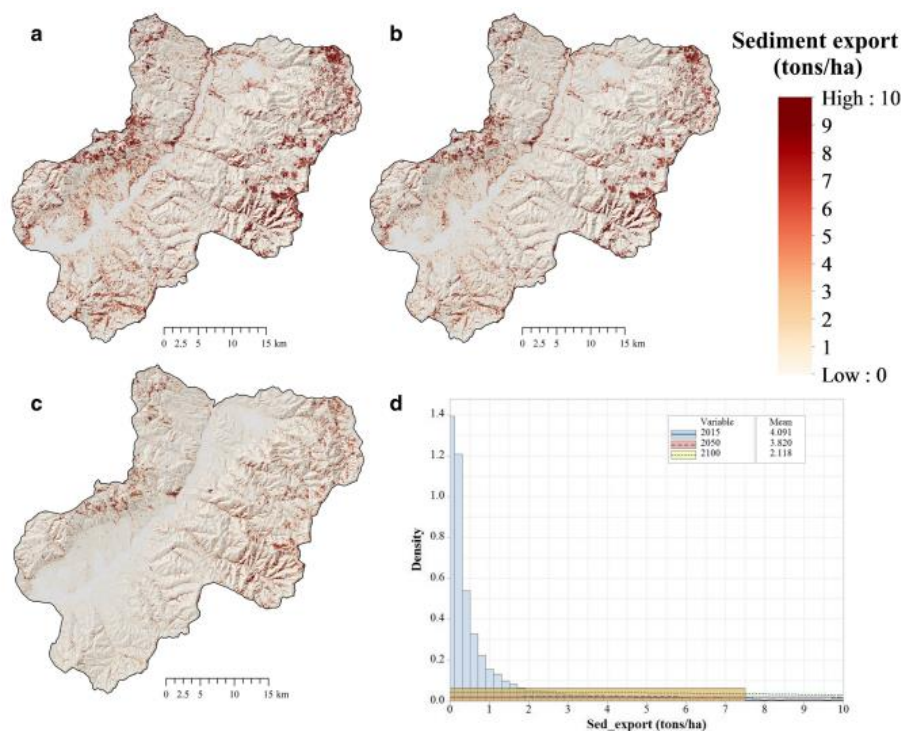 a
b
Sediment export
(tons/ha)
High : 10
9
8
7
6
5
4
3
2
1
Low : 0
0 2.5 5 10 15 km
0 2.5 5 10 15 km
c
d
0 2.5 5 10 15 km
Variable Mean
2015 4.091
2050 3.820
2100 2.118
1.4
1.2
1.0
0.8
0.6
0.4
0.2
0.0
Density
0 1 2 3 4 5 6 7 8 9 10
Sed_export (tons/ha)